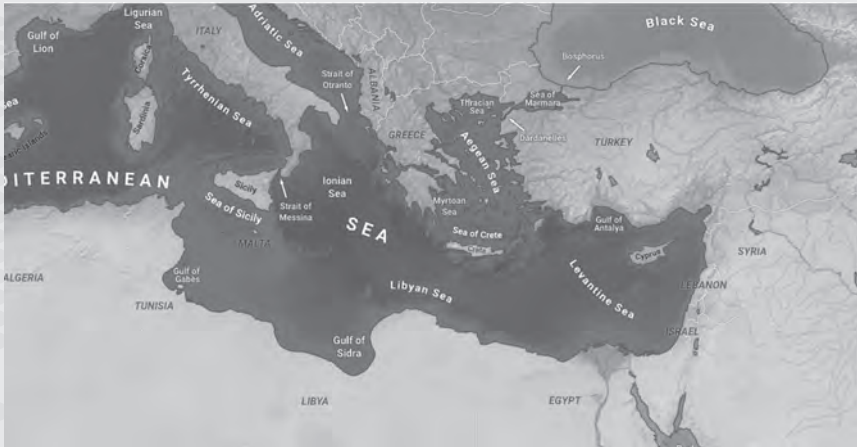 Ligurian
Sea
ITALY
Adriatic Sea
Black Sea
Gulf of
Lion
Corsica
Bosphorus
Strait of
Otranto
ALBANIA
Tyrrhenian Sea
Sea of
Marmara
Sea
Sardinia
GREECE
Dardanelles
TURKEY
Aegean Sea
DITERRANEAN
Sicily
Ionian
Sea
Strait of
Messina
Myrtoan
Sea
Sea of Sicily
SEA
Sea of Crete
Gulf of
Antalya
MALTA
Cyprus
SYRIA
ALGERIA
Gulf of
Gabès
Levantine Sea
LEBANON
TUNISIA
Libyan Sea
ISRAEL
Gulf of
Sidra
LIBYA
EGYPT